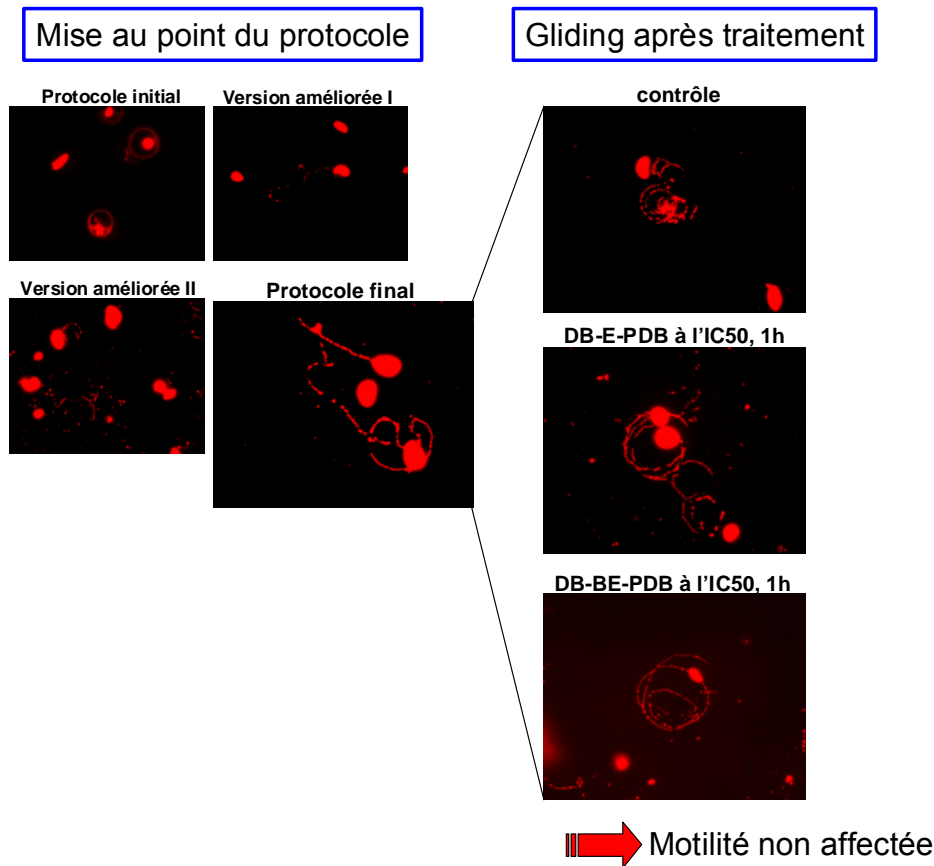 Mise au point du protocole
Gliding après traitement
Protocole initial
Version améliorée I
Version améliorée II
Protocole final
contrôle
DB-E-PDB à l'IC50, 1h
DB-BE-PDB à l'IC50, 1h
Motilité non affectée